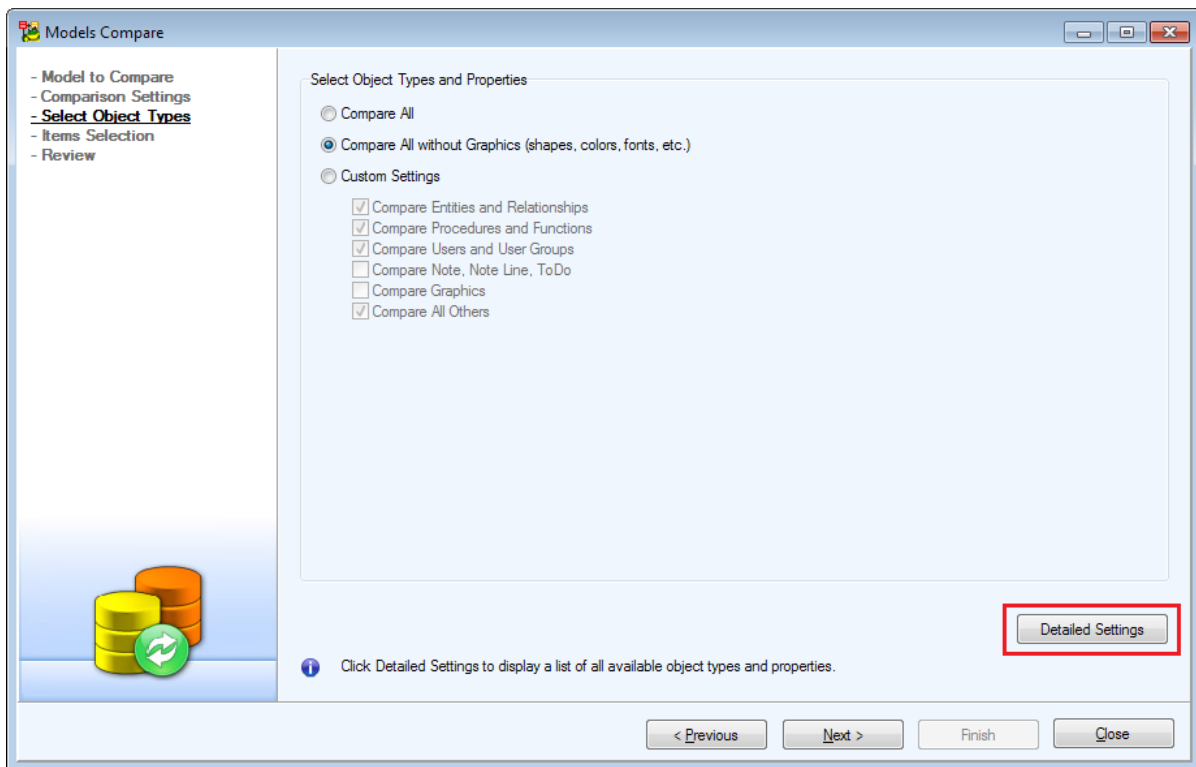 Models Compare
- Model to Compare
- Comparison Settings
- Select Object Types
- Items Selection
- Review
Select Object Types and Properties
Compare All
Compare All without Graphics (shapes, colors, fonts, etc.)
Custom Settings
Compare Entities and Relationships
Compare Procedures and Functions
Compare Users and User Groups
Compare Note, Note Line, ToDo
Compare Graphics
Compare All Others
Detailed Settings
Click Detailed Settings to display a list of all available object types and properties.
< Previous Next > Finish Close